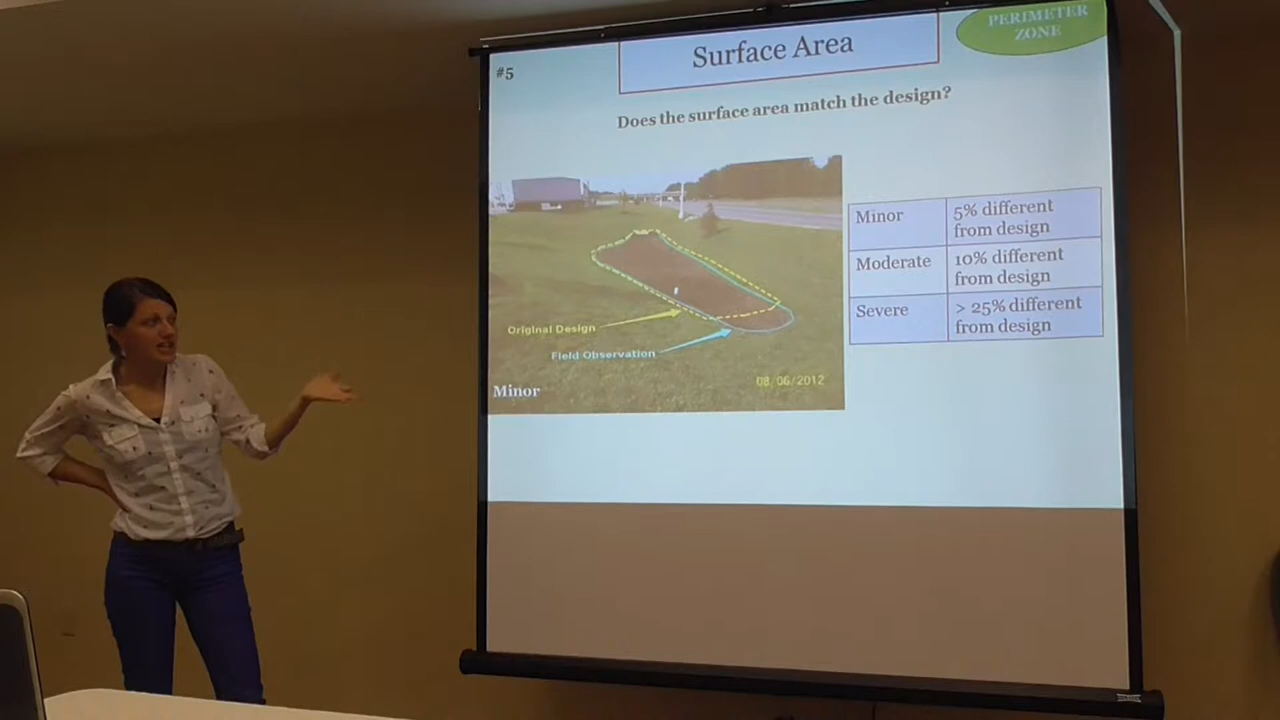 PERIMETER
ZONE
Surface Area
#5
Does the surface area match the design?
Minor
5% different
from design
Moderate
10% different
from design
Severe
> 25% different
from design
Original Design
Field Observation
08/06/2012
Minor